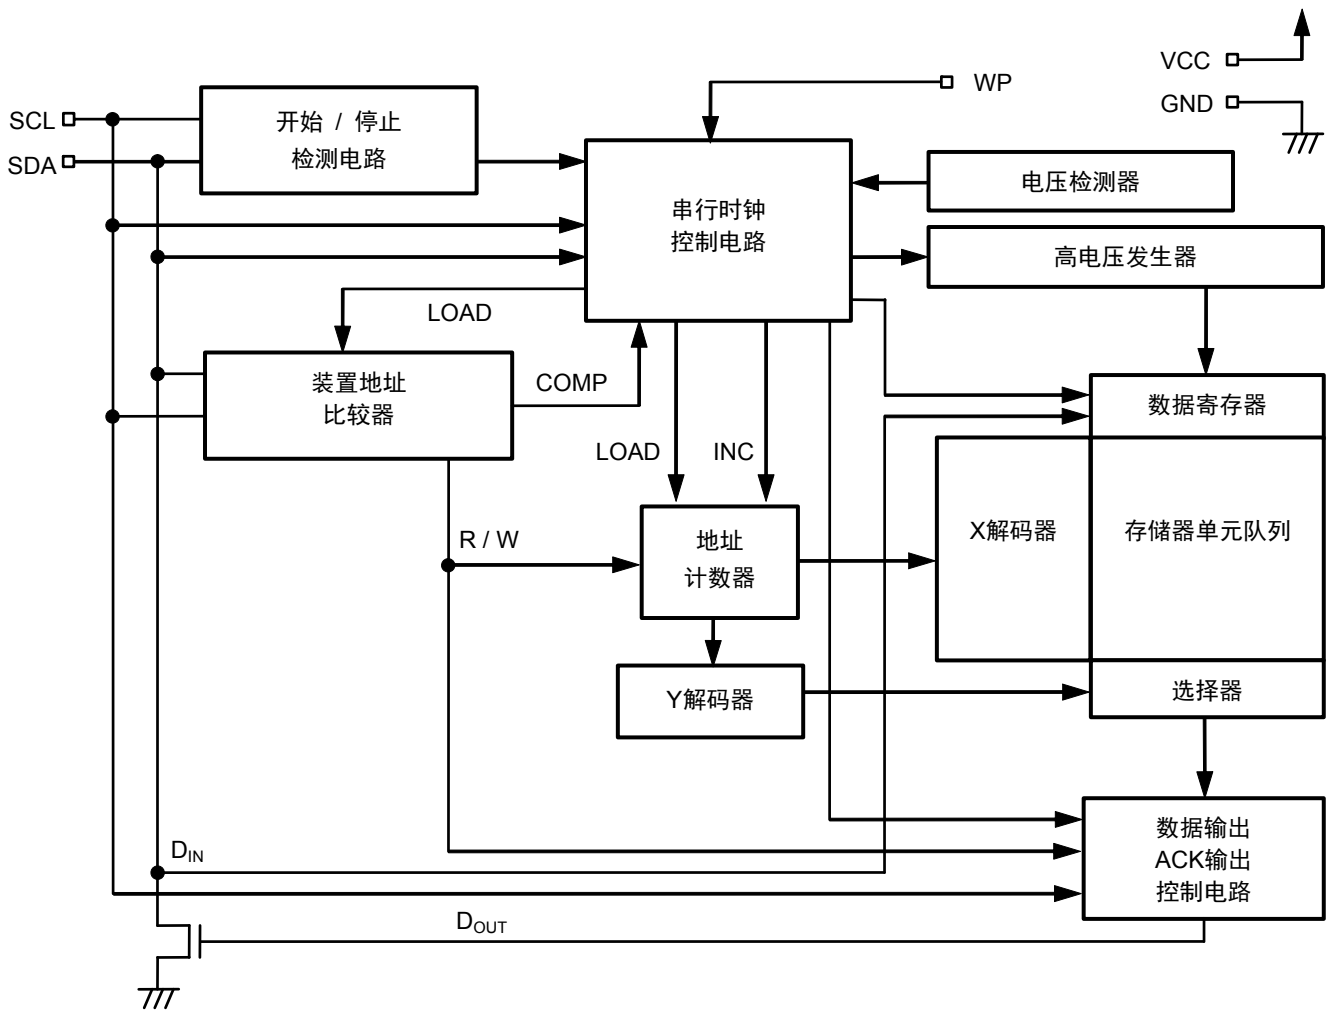 WP
VCC
GND
SCL
SDA
开始 / 停止
检测电路
电压检测器
串行时钟
控制电路
高电压发生器
LOAD
装置地址
比较器
COMP
数据寄存器
LOAD
INC
X解码器
存储器单元队列
R / W
地址
计数器
Y解码器
选择器
数据输出
ACK输出
控制电路
DIN
DOUT